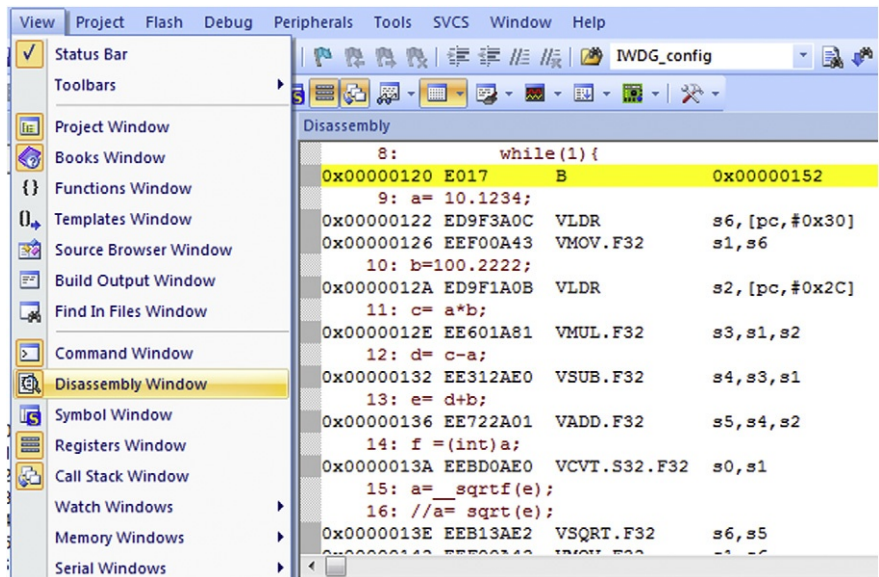 View Project Flash Debug Peripherals Tools SVCS Window Help
Status Bar
IWDG_config
Toolbars
Project Window
Books Window
Functions Window
Templates Window
Source Browser Window
Build Output Window
Find In Files Window
Command Window
Disassembly Window
Symbol Window
Registers Window
Call Stack Window
Watch Windows
Memory Windows
Serial Windows
Disassembly
8: while(1){
0x00000120 E017 B 0x00000152
9: a= 10.1234;
0x00000122 ED9F3A0C VLDR s6,[pc,#0x30]
0x00000126 EEF00A43 VMOV.F32 s1,s6
10: b=100.2222;
0x0000012A ED9F1A0B VLDR s2,[pc,#0x2C]
11: c= a*b;
0x0000012E EE601A81 VMUL.F32 s3,s1,s2
12: d= c-a;
0x00000132 EE312AE0 VSUB.F32 s4,s3,s1
13: e= d+b;
0x00000136 EE722A01 VADD.F32 s5,s4,s2
14: f =(int)a;
0x0000013A EEBD0AE0 VCVT.S32.F32 s0,s1
15: a=__sqrtf(e);
16: //a= sqrt(e);
0x0000013E EEB13AE2 VSQRT.F32 s6,s5